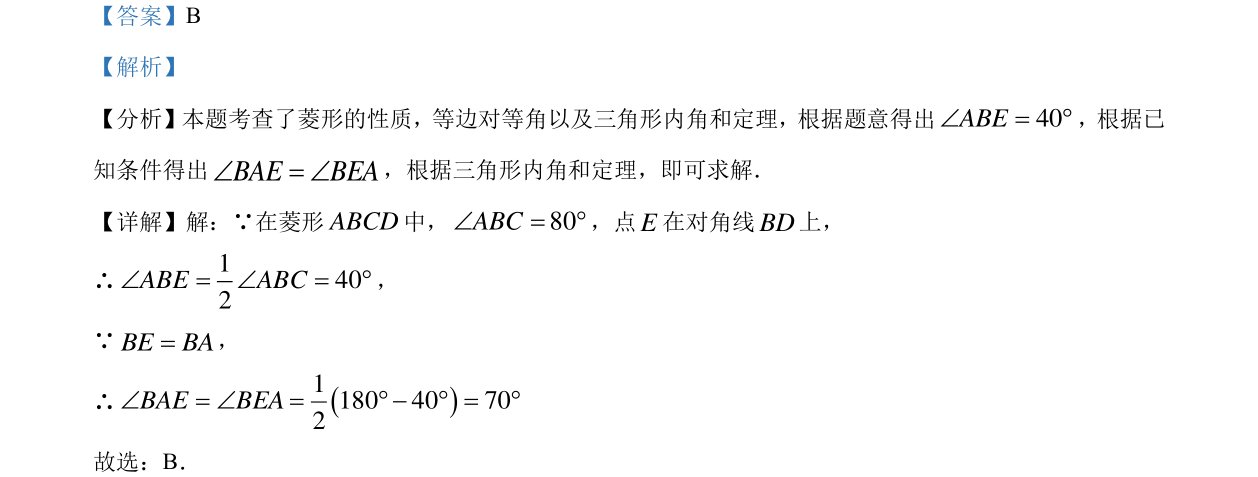 【答案】B
【解析】
【分析】本题考查了菱形的性质，等边对等角以及三角形内角和定理，根据题意得出∠ABE = 40°，根据已
知条件得出∠BAE = ∠BEA，根据三角形内角和定理，即可求解．
【详解】解：∵在菱形ABCD中，∠ABC = 80°，点E在对角线BD上，
∴∠ABE = \frac{1}{2}∠ABC = 40°，
∵BE = BA，
∴∠BAE = ∠BEA = \frac{1}{2}(180° − 40°) = 70°
故选：B．